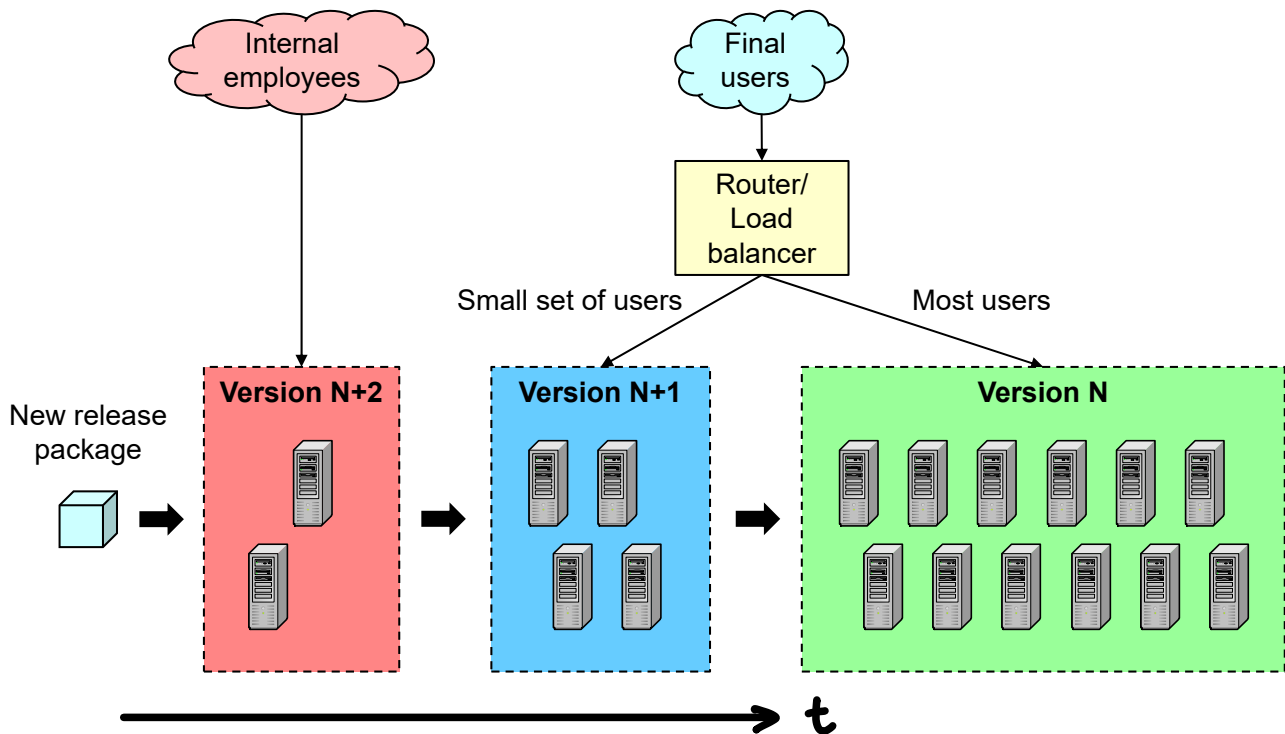 Internal
employees
Final
users
Router/
Load
balancer
Small set of users
Most users
New release
package
Version N+2
Version N+1
Version N
t